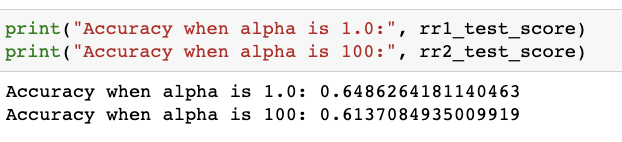 print("Accuracy when alpha is 1.0:", rr1_test_score)
print("Accuracy when alpha is 100:", rr2_test_score)
Accuracy when alpha is 1.0: 0.6486264181140463
Accuracy when alpha is 100: 0.6137084935009919